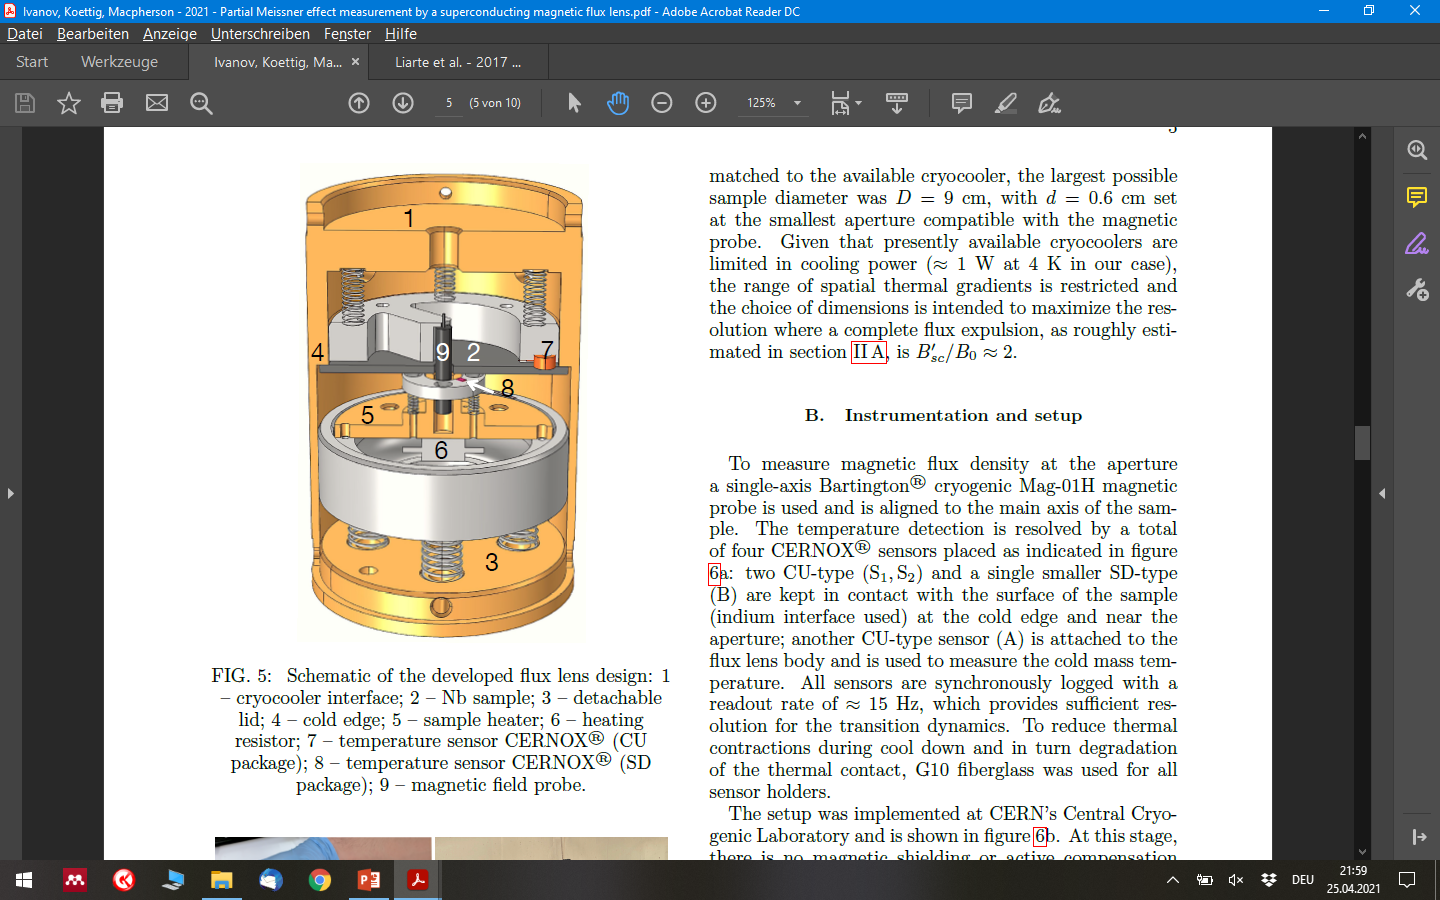 Ivanov, Koettig, Macpherson - 2021 - Partial Meissner effect measurement by a superconducting magnetic flux lens.pdf - Adobe Acrobat Reader DC
Datei Bearbeiten Anzeige Unterschreiben Fenster Hilfe
Start Werkzeuge Ivanov, Koettig, Ma... × Liarte et al. - 2017 ...
5 (5 von 10) 125%
1
4
9 2 7
8
5
6
3
FIG. 5: Schematic of the developed flux lens design: 1
– cryocooler interface; 2 – Nb sample; 3 – detachable
lid; 4 – cold edge; 5 – sample heater; 6 – heating
resistor; 7 – temperature sensor CERNOX® (CU
package); 8 – temperature sensor CERNOX® (SD
package); 9 – magnetic field probe.
matched to the available cryocooler, the largest possible
sample diameter was D = 9 cm, with d = 0.6 cm set
at the smallest aperture compatible with the magnetic
probe. Given that presently available cryocoolers are
limited in cooling power (≈ 1 W at 4 K in our case),
the range of spatial thermal gradients is restricted and
the choice of dimensions is intended to maximize the res-
olution where a complete flux expulsion, as roughly esti-
mated in section II A, is B′sc/B0 ≈ 2.
B. Instrumentation and setup
To measure magnetic flux density at the aperture
a single-axis Bartington® cryogenic Mag-01H magnetic
probe is used and is aligned to the main axis of the sam-
ple. The temperature detection is resolved by a total
of four CERNOX® sensors placed as indicated in figure
6a: two CU-type (S1, S2) and a single smaller SD-type
(B) are kept in contact with the surface of the sample
(indium interface used) at the cold edge and near the
aperture; another CU-type sensor (A) is attached to the
flux lens body and is used to measure the cold mass tem-
perature. All sensors are synchronously logged with a
readout rate of ≈ 15 Hz, which provides sufficient res-
olution for the transition dynamics. To reduce thermal
contractions during cool down and in turn degradation
of the thermal contact, G10 fiberglass was used for all
sensor holders.
The setup was implemented at CERN's Central Cryo-
genic Laboratory and is shown in figure 6b. At this stage,
there is no magnetic shielding or active compensation
DEU
21:59
25.04.2021